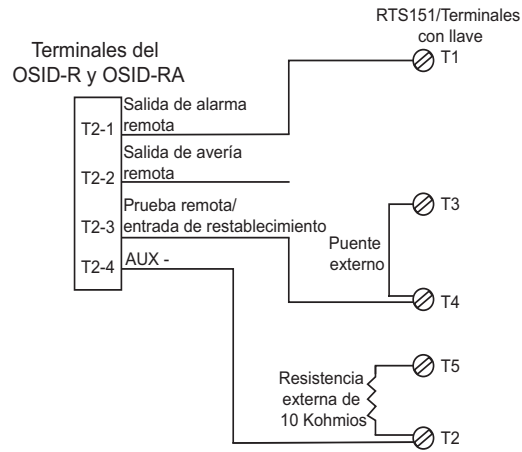 RTS151/Terminales
con llave
T1
Terminales del
OSID-R y OSID-RA
T2-1
Salida de alarma
remota
T2-2
Salida de avería
remota
T2-3
Prueba remota/
entrada de restablecimiento
T2-4
AUX -
T3
Puente
externo
T4
T5
Resistencia
externa de
10 Kohmios
T2